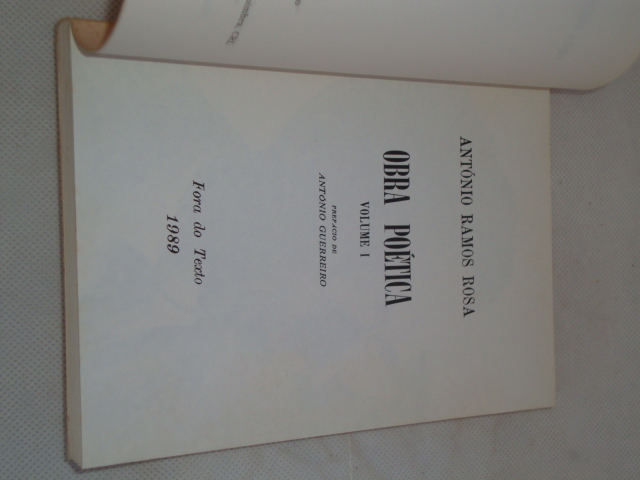 ANTÓNIO RAMOS ROSA
OBRA POÉTICA
VOLUME I
PREFÁCIO DE
ANTÓNIO GUERREIRO
Fora do Texto
1989